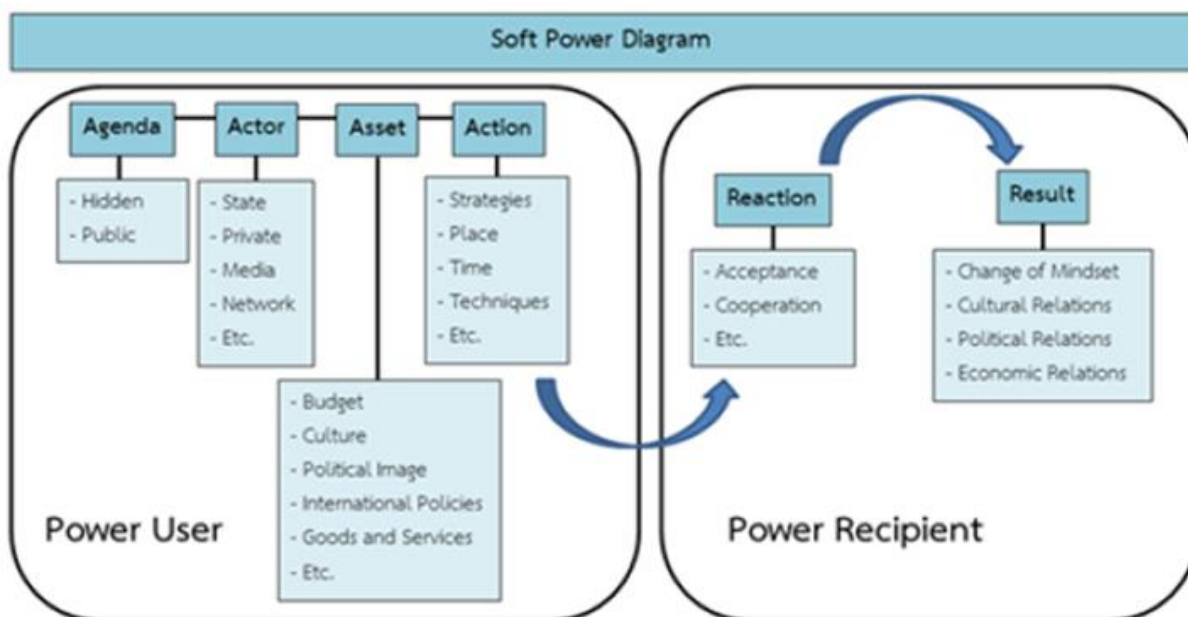 Soft Power Diagram
Agenda
- Hidden
- Public
Actor
- State
- Private
- Media
- Network
- Etc.
Asset
- Budget
- Culture
- Political Image
- International Policies
- Goods and Services
- Etc.
Action
- Strategies
- Place
- Time
- Techniques
- Etc.
Power User
Reaction
- Acceptance
- Cooperation
- Etc.
Result
- Change of Mindset
- Cultural Relations
- Political Relations
- Economic Relations
Power Recipient